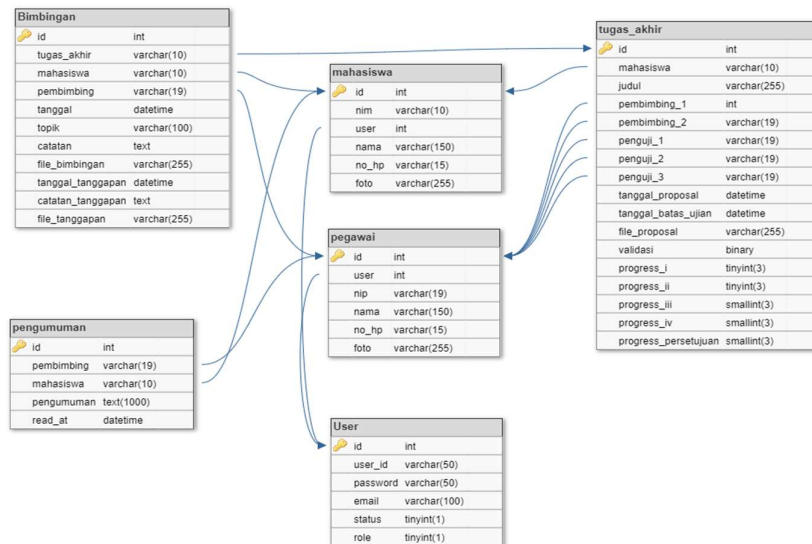 Bimbingan
id int
tugas_akhir varchar(10)
mahasiswa varchar(10)
pembimbing varchar(19)
tanggal datetime
topik varchar(100)
catatan text
file_bimbingan varchar(255)
tanggal_tanggapan datetime
catatan_tanggapan text
file_tanggapan varchar(255)
mahasiswa
id int
nim varchar(10)
user int
nama varchar(150)
no_hp varchar(15)
foto varchar(255)
tugas_akhir
id int
mahasiswa varchar(10)
judul varchar(255)
pembimbing_1 int
pembimbing_2 varchar(19)
penguji_1 varchar(19)
penguji_2 varchar(19)
penguji_3 varchar(19)
tanggal_proposal datetime
tanggal_batas_ujian datetime
file_proposal varchar(255)
validasi binary
progress_i tinyint(3)
progress_ii tinyint(3)
progress_iii smallint(3)
progress_iv smallint(3)
progress_persetujuan smallint(3)
pegawai
id int
user int
nip varchar(19)
nama varchar(150)
no_hp varchar(15)
foto varchar(255)
pengumuman
id int
pembimbing varchar(19)
mahasiswa varchar(10)
pengumuman text(1000)
read_at datetime
User
id int
user_id varchar(50)
password varchar(50)
email varchar(100)
status tinyint(1)
role tinyint(1)